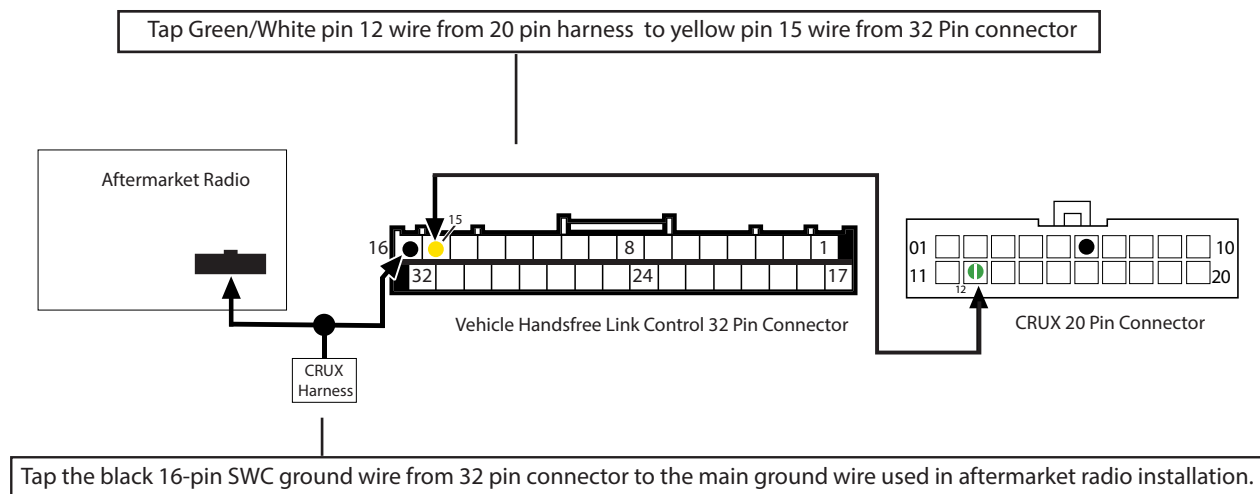 Tap Green/White pin 12 wire from 20 pin harness to yellow pin 15 wire from 32 Pin connector
Aftermarket Radio
15
16
8
1
32
24
17
01
10
11
12
20
Vehicle Handsfree Link Control 32 Pin Connector
CRUX 20 Pin Connector
CRUX
Harness
Tap the black 16-pin SWC ground wire from 32 pin connector to the main ground wire used in aftermarket radio installation.